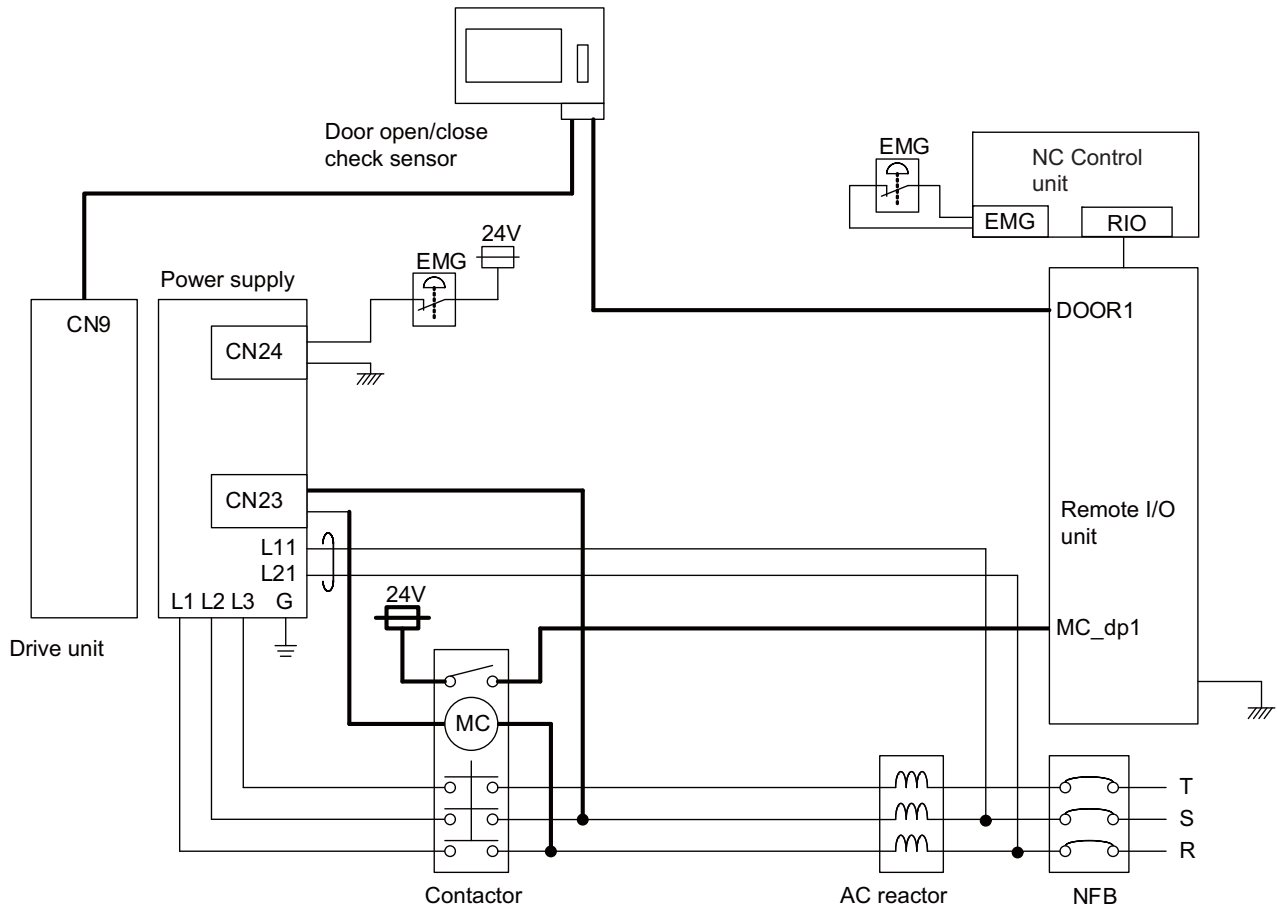 Door open/close
check sensor
EMG
NC Control
unit
EMG
RIO
24V
EMG
Power supply
CN9
CN24
DOOR1
CN23
Remote I/O
unit
L11
L21
L1 L2 L3 G
24V
MC_dp1
Drive unit
MC
T
S
R
Contactor
AC reactor
NFB